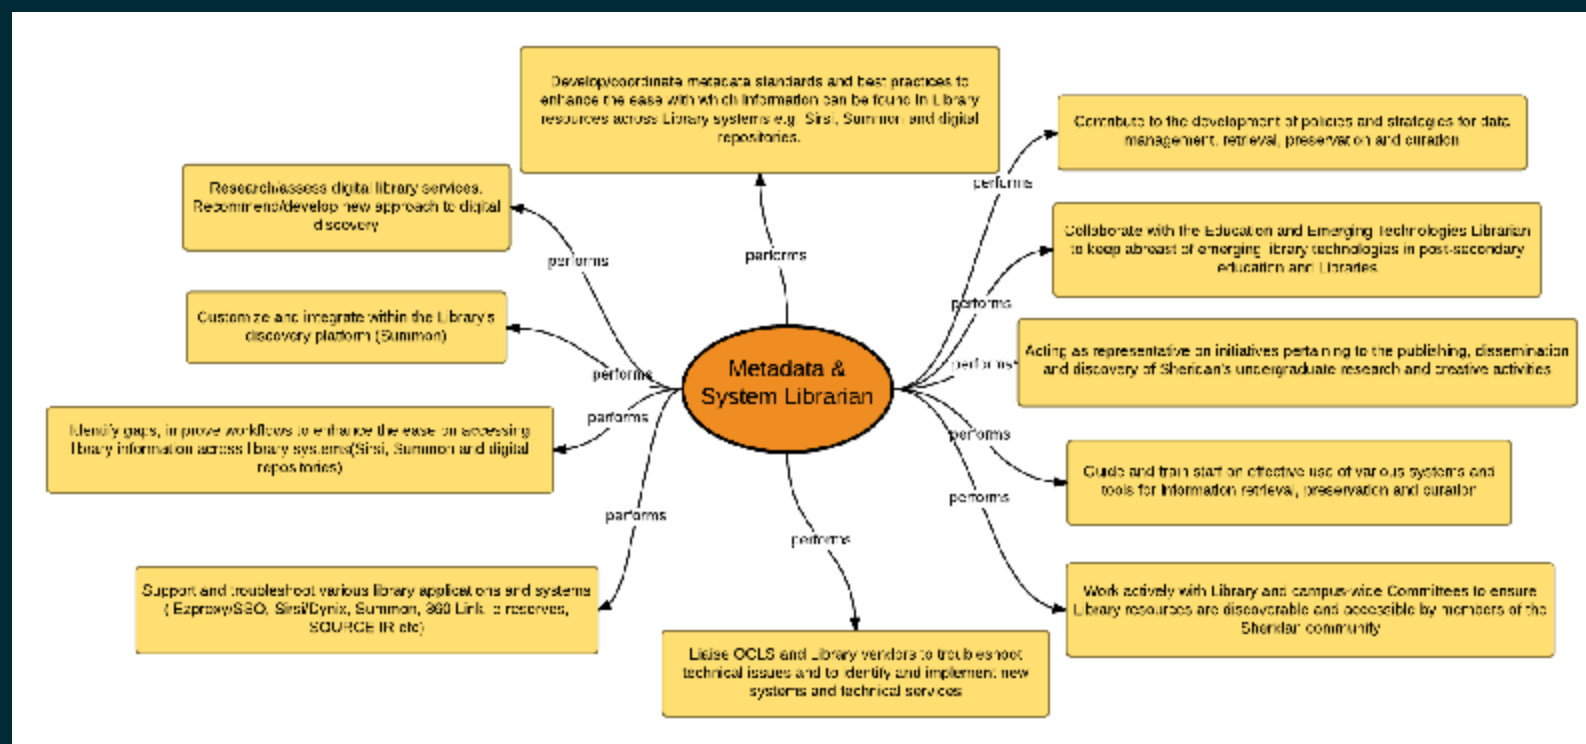 Develop/coordinate metadata standards and best practices to
enhance the ease with which information can be found in Library
resources across Library systems e.g. Sirsi, Summon and digital
repositories.
Contribute to the development of policies and strategies for data
management, retrieval, preservation and curation
performs
Research/assess digital library services.
Recommend/develop new approach to digital
discovery
Collaborate with the Education and Emerging Technologies Librarian
to keep abreast of emerging library technologies in post-secondary
education and Libraries
performs
performs
performs
Customize and integrate within the Library's
discovery platform (Summon)
Acting as representative on initiatives pertaining to the publishing, dissemination
and discovery of Sheridan's undergraduate research and creative activities
performs
performs
Metadata &
System Librarian
Identify gaps, improve workflows to enhance the ease on accessing
library information across library systems(Sirsi, Summon and digital
repositories)
performs
performs
Guide and train staff on effective use of various systems and
tools for information retrieval, preservation and curation
performs
performs
performs
Support and troubleshoot various library applications and systems
( Ezproxy/SSO, Sirsi/Dynix, Summon, 360 Link, e-reserves,
SOURCE IR etc)
Work actively with Library and campus-wide Committees to ensure
Library resources are discoverable and accessible by members of the
Sheridan community
Liaise OCLS and Library vendors to troubleshoot
technical issues and to identify and implement new
systems and technical services